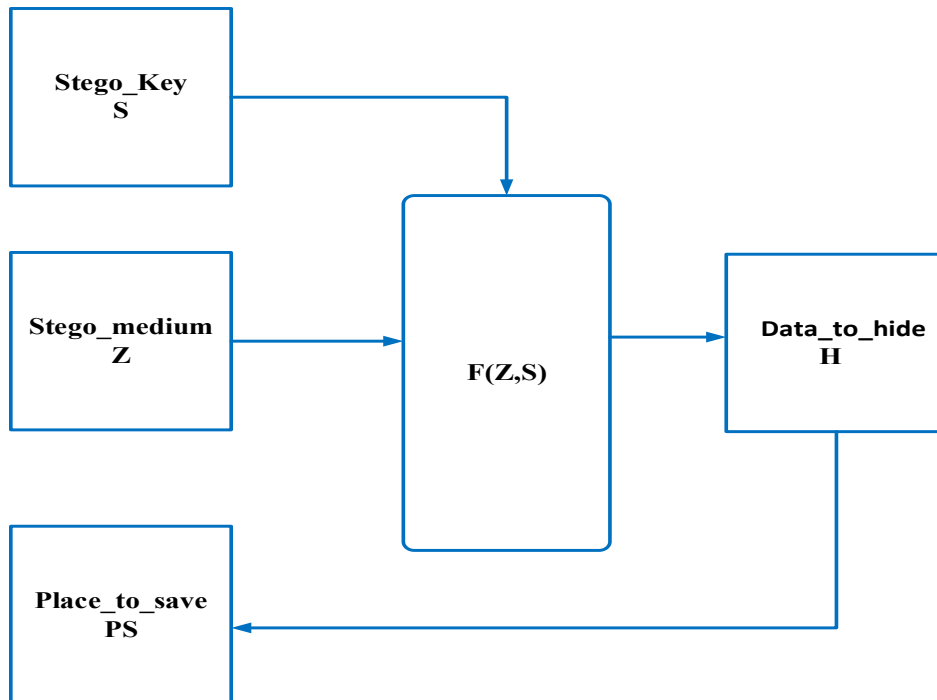 Stego_Key
S
Stego_medium
Z
F(Z,S)
Data_to_hide
H
Place_to_save
PS